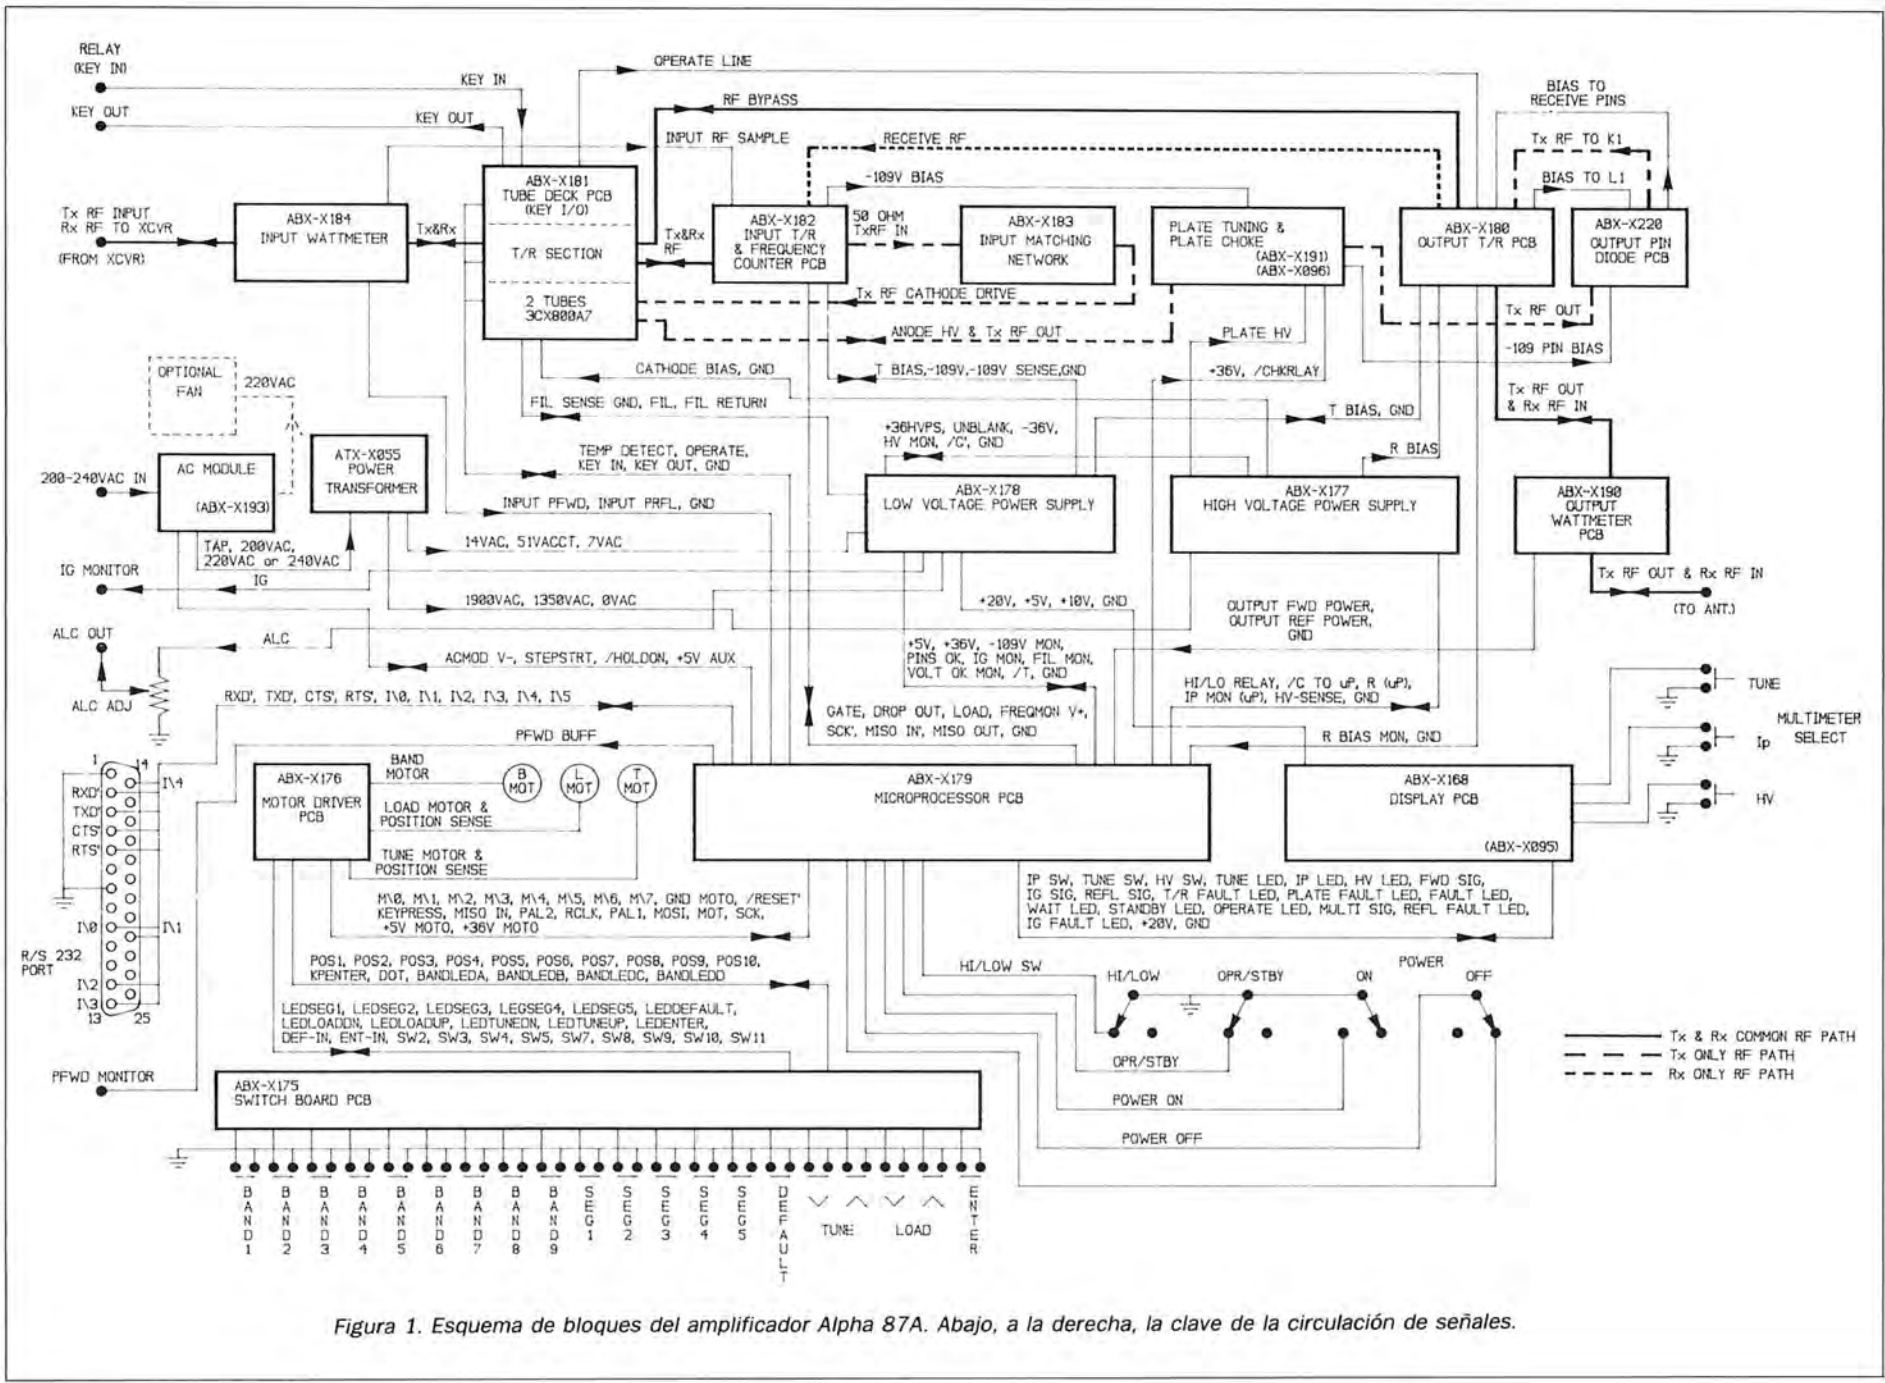 RELAY
(KEY IN)
KEY OUT
KEY IN
KEY OUT
OPERATE LINE
RF BYPASS
INPUT RF SAMPLE
RECEIVE RF
-109V BIAS
BIAS TO
RECEIVE PINS
Tx RF TO K1
BIAS TO L1
Tx RF INPUT
Rx RF TO XCVR
(FROM XCVR)
ABX-X184
INPUT WATTMETER
Tx&Rx
ABX-X181
TUBE DECK PCB
(KEY I/O)
T/R SECTION
2 TUBES
3CX800A7
Tx&Rx
RF
ABX-X182
INPUT T/R
& FREQUENCY
COUNTER PCB
50 OHM
TxRF IN
ABX-X183
INPUT MATCHING
NETWORK
PLATE TUNING &
PLATE CHOKE
(ABX-X191)
(ABX-X096)
ABX-X180
OUTPUT T/R PCB
ABX-X220
OUTPUT PIN
DIODE PCB
Tx RF CATHODE DRIVE
ANODE HV & Tx RF OUT
PLATE HV
Tx RF OUT
-109 PIN BIAS
CATHODE BIAS, GND
T BIAS,-109V,-109V SENSE,GND
+36V, /CHKRLAY
Tx RF OUT
& Rx RF IN
OPTIONAL
FAN
220VAC
FIL SENSE GND, FIL, FIL RETURN
T BIAS, GND
+36HVPS, UNBLANK, -36V,
HV MON, /C', GND
R BIAS
TEMP DETECT, OPERATE,
KEY IN, KEY OUT, GND
200-240VAC IN
AC MODULE
(ABX-X193)
ATX-X055
POWER
TRANSFORMER
INPUT PFWD, INPUT PRFL, GND
ABX-X178
LOW VOLTAGE POWER SUPPLY
ABX-X177
HIGH VOLTAGE POWER SUPPLY
ABX-X190
OUTPUT
WATTMETER
PCB
TAP, 200VAC,
220VAC or 240VAC
14VAC, 51VACCT, 7VAC
IG MONITOR
IG
Tx RF OUT & Rx RF IN
(TO ANT.)
1900VAC, 1350VAC, 0VAC
+20V, +5V, +10V, GND
OUTPUT FWD POWER,
OUTPUT REF POWER,
GND
ALC OUT
ALC
ALC ADJ
ACMOD V-, STEPSTRT, /HOLDON, +5V AUX
+5V, +36V, -109V MON,
PINS OK, IG MON, FIL MON,
VOLT OK MON, /T, GND
HI/LO RELAY, /C TO uP, R (uP),
IP MON (uP), HV-SENSE, GND
TUNE
MULTIMETER
SELECT
Ip
HV
RXD', TXD', CTS', RTS', I\0, I\1, I\2, I\3, I\4, I\5
GATE, DROP OUT, LOAD, FREQMON V+,
SCK', MISO IN', MISO OUT, GND
PFWD BUFF
R BIAS MON, GND
1
14
RXD'
TXD'
CTS'
RTS'
I\4
I\0
I\1
I\2
I\3
13
25
R/S 232
PORT
ABX-X176
MOTOR DRIVER
PCB
BAND
MOTOR
B
MOT
L
MOT
T
MOT
LOAD MOTOR &
POSITION SENSE
TUNE MOTOR &
POSITION SENSE
ABX-X179
MICROPROCESSOR PCB
ABX-X168
DISPLAY PCB
(ABX-X095)
M\0, M\1, M\2, M\3, M\4, M\5, M\6, M\7, GND MOTO, /RESET'
KEYPRESS, MISO IN, PAL2, RCLK, PAL1, MOSI, MOT, SCK,
+5V MOTO, +36V MOTO
IP SW, TUNE SW, HV SW, TUNE LED, IP LED, HV LED, FWD SIG,
IG SIG, REFL SIG, T/R FAULT LED, PLATE FAULT LED, FAULT LED,
WAIT LED, STANDBY LED, OPERATE LED, MULTI SIG, REFL FAULT LED,
IG FAULT LED, +20V, GND
POS1, POS2, POS3, POS4, POS5, POS6, POS7, POS8, POS9, POS10,
KPENTER, DOT, BANDLEDA, BANDLEDB, BANDLEDC, BANDLEDD
HI/LOW SW
HI/LOW
OPR/STBY
POWER
ON
OFF
LEDSEG1, LEDSEG2, LEDSEG3, LEGSEG4, LEDSEG5, LEDDEFAULT,
LEDLOADDN, LEDLOADUP, LEDTUNEDN, LEDTUNEUP, LEDENTER,
DEF-IN, ENT-IN, SW2, SW3, SW4, SW5, SW7, SW8, SW9, SW10, SW11
PFWD MONITOR
ABX-X175
SWITCH BOARD PCB
OPR/STBY
POWER ON
POWER OFF
Tx & Rx COMMON RF PATH
Tx ONLY RF PATH
Rx ONLY RF PATH
BAND1
BAND2
BAND3
BAND4
BAND5
BAND6
BAND7
BAND8
BAND9
SEG1
SEG2
SEG3
SEG4
SEG5
DEFAULT
TUNE
LOAD
ENTER
Figura 1. Esquema de bloques del amplificador Alpha 87A. Abajo, a la derecha, la clave de la circulación de señales.